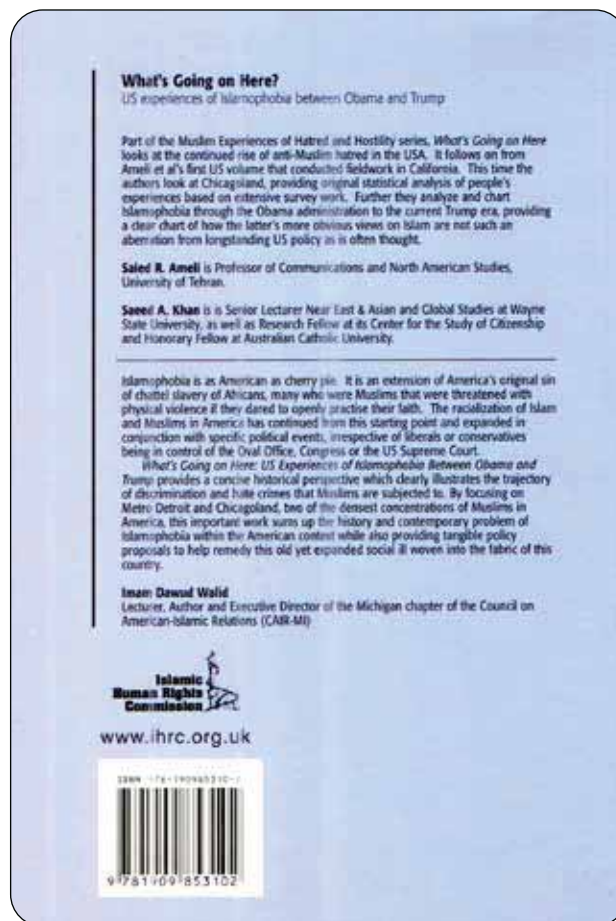 What's Going on Here?
US experiences of Islamophobia between Obama and Trump
Part of the Muslim Experiences of Hatred and Hostility series, What's Going on Here
looks at the continued rise of anti-Muslim hatred in the USA. It follows on from
Ameli et al's first US volume that conducted fieldwork in California. This time the
authors look at Chicagoland, providing original statistical analysis of people's
experiences based on extensive survey work. Further they analyze and chart
Islamophobia through the Obama administration to the current Trump era, providing
a clear chart of how the latter's more obvious views on Islam are not such an
aberration from longstanding US policy as is often thought.
Saied R. Ameli is Professor of Communications and North American Studies,
University of Tehran.
Saeed A. Khan is is Senior Lecturer Near East & Asian and Global Studies at Wayne
State University, as well as Research Fellow at its Center for the Study of Citizenship
and Honorary Fellow at Australian Catholic University.
Islamophobia is as American as cherry pie. It is an extension of America's original sin
of chattel slavery of Africans, many who were Muslims that were threatened with
physical violence if they dared to openly practise their faith. The racialization of Islam
and Muslims in America has continued from this starting point and expanded in
conjunction with specific political events, irrespective of liberals or conservatives
being in control of the Oval Office, Congress or the US Supreme Court.
What's Going on Here: US Experiences of Islamophobia Between Obama and
Trump provides a concise historical perspective which clearly illustrates the trajectory
of discrimination and hate crimes that Muslims are subjected to. By focusing on
Metro Detroit and Chicagoland, two of the densest concentrations of Muslims in
America, this important work sums up the history and contemporary problem of
Islamophobia within the American context while also providing tangible policy
proposals to help remedy this old yet expanded social ill woven into the fabric of this
country.
Imam Dawud Walid
Lecturer, Author and Executive Director of the Michigan chapter of the Council on
American-Islamic Relations (CAIR-MI)
Islamic
Human Rights
Commission
www.ihrc.org.uk
ISBN
9 781909 853102